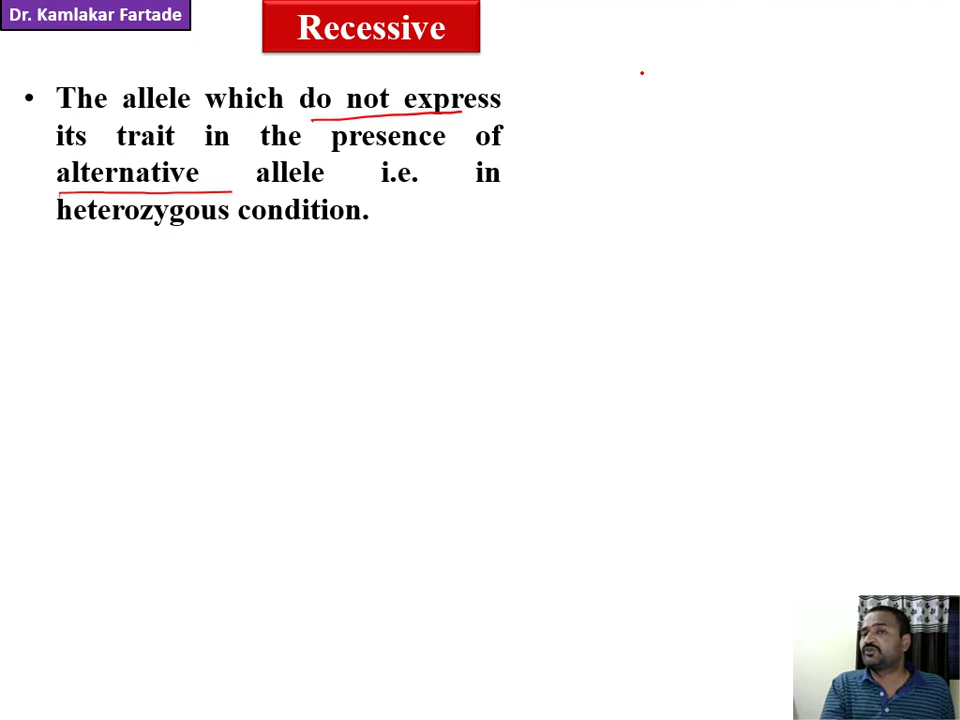 Dr. Kamlakar Fartade
Recessive
• The allele which do not express
its trait in the presence of
alternative allele i.e. in
heterozygous condition.